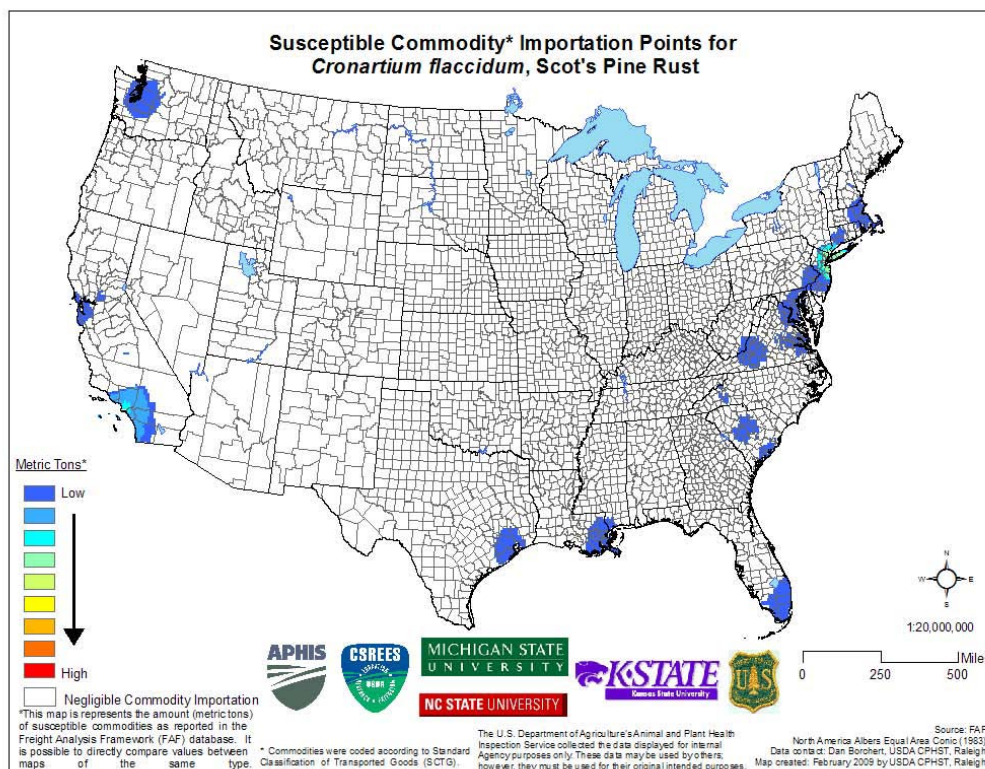 Susceptible Commodity* Importation Points for
Cronartium flaccidum, Scot's Pine Rust
Metric Tons*
Low
High
Negligible Commodity Importation
*This map is represents the amount (metric tons)
of susceptible commodities as reported in the
Freight Analysis Framework (FAF) database. It
is possible to directly compare values between
maps of the same type.
* Commodities were coded according to Standard
Classification of Transported Goods (SCTG).
APHIS
CSREES
USDA
MICHIGAN STATE
UNIVERSITY
NC STATE UNIVERSITY
K-STATE
Kansas State University
U S
The U.S. Department of Agriculture's Animal and Plant Health
Inspection Service collected the data displayed for internal
Agency purposes only. These data may be used by others;
however, they must be used for their original intended purposes.
N
W
E
S
1:20,000,000
Miles
0 250 500
Source: FAF
North America Albers Equal Area Conic (1983)
Data contact: Dan Borchert, USDA CPHST, Raleigh
Map created: February 2009 by USDA CPHST, Raleigh